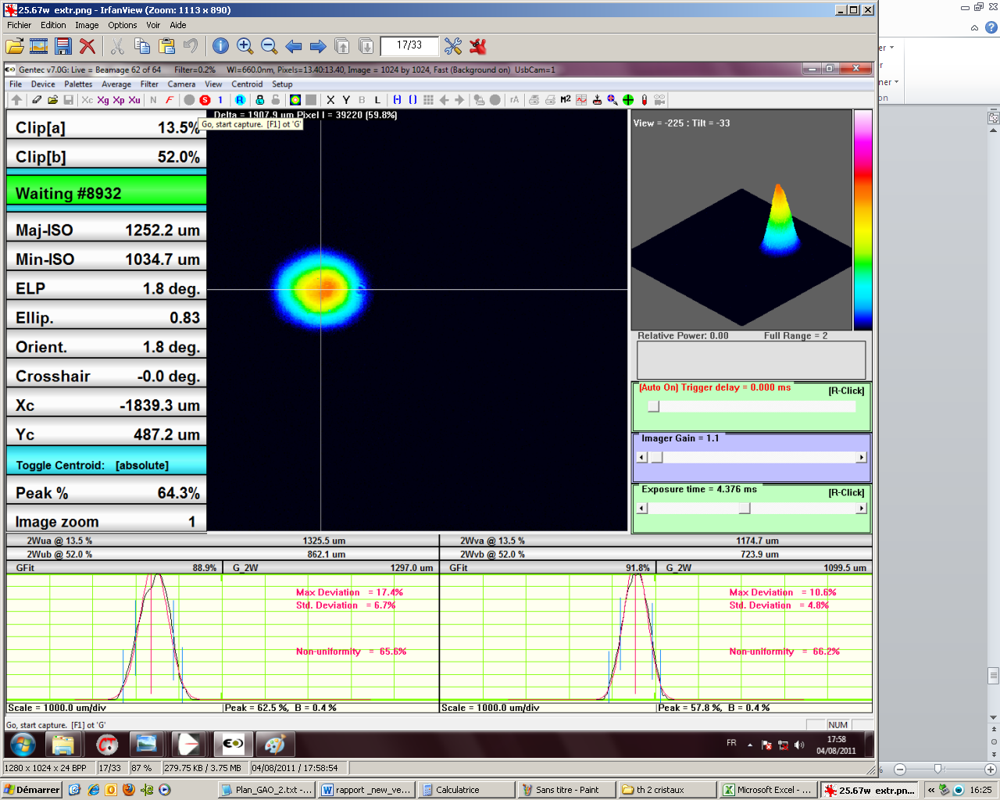 25.67w extr.png - IrfanView (Zoom: 1113 x 890)
Fichier Edition Image Options Voir Aide
17/33
Gentec v7.0G: Live = Beamage 62 of 64 Filter=0.2% Wl=660.0nm, Pixels=13.40:13.40, Image = 1024 by 1024, Fast (Background on) UsbCam=1
File Device Palettes Average Filter Camera View Centroid Setup
Xc Xg Xp Xu N F S 1 R X Y B L rA M2
Delta = 1907.9 um Pixel I = 39220 (59.8%)
Go, start capture. [F1] ot 'G'
Clip[a] 13.5%
Clip[b] 52.0%
Waiting #8932
Maj-ISO 1252.2 um
Min-ISO 1034.7 um
ELP 1.8 deg.
Ellip. 0.83
Orient. 1.8 deg.
Crosshair -0.0 deg.
Xc -1839.3 um
Yc 487.2 um
Toggle Centroid: [absolute]
Peak % 64.3%
Image zoom 1
View = -225 : Tilt = -33
Relative Power: 0.00 Full Range = 2
(Auto On) Trigger delay = 0.000 ms [R-Click]
Imager Gain = 1.1
Exposure time = 4.376 ms [R-Click]
2Wua @ 13.5 % 1325.5 um 2Wva @ 13.5 % 1174.7 um
2Wub @ 52.0 % 862.1 um 2Wvb @ 52.0 % 723.9 um
GFit 88.9% G_2W 1297.0 um GFit 91.8% G_2W 1099.5 um
Max Deviation = 17.4%
Std. Deviation = 6.7%
Non-uniformity = 65.6%
Max Deviation = 10.6%
Std. Deviation = 4.8%
Non-uniformity = 66.2%
Scale = 1000.0 um/div Peak = 62.5 %, B = 0.4 % Scale = 1000.0 um/div Peak = 57.8 %, B = 0.4 %
Go, start capture. [F1] ot 'G' NUM
FR 17:58
04/08/2011
1280 x 1024 x 24 BPP 17/33 87 % 279.75 KB / 3.75 MB 04/08/2011 / 17:58:54
Démarrer Plan_GAO_2.txt -... rapport _new_ve... Calculatrice Sans titre - Paint th 2 cristaux Microsoft Excel - ... extr.pn... 16:25